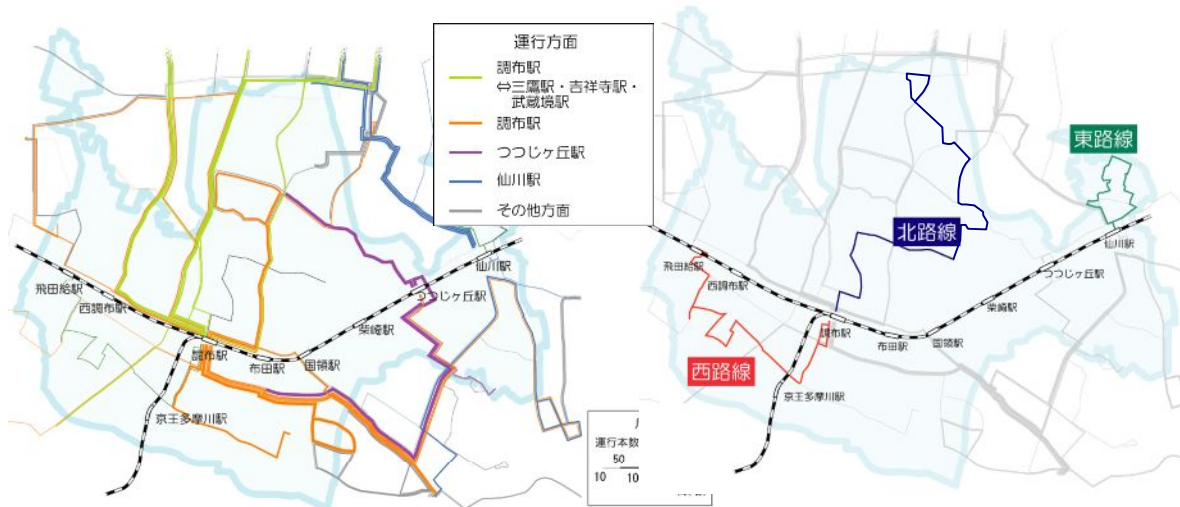 運行方面
調布駅
⇔三鷹駅・吉祥寺駅・
武蔵境駅
調布駅
つつじヶ丘駅
仙川駅
その他方面
飛田給駅
西調布駅
調布駅
布田駅
国領駅
柴崎駅
つつじヶ丘駅
仙川駅
京王多摩川駅
運行本数
50
10 10
東路線
北路線
西路線
飛田給駅
西調布駅
調布駅
布田駅
国領駅
柴崎駅
つつじヶ丘駅
仙川駅
京王多摩川駅